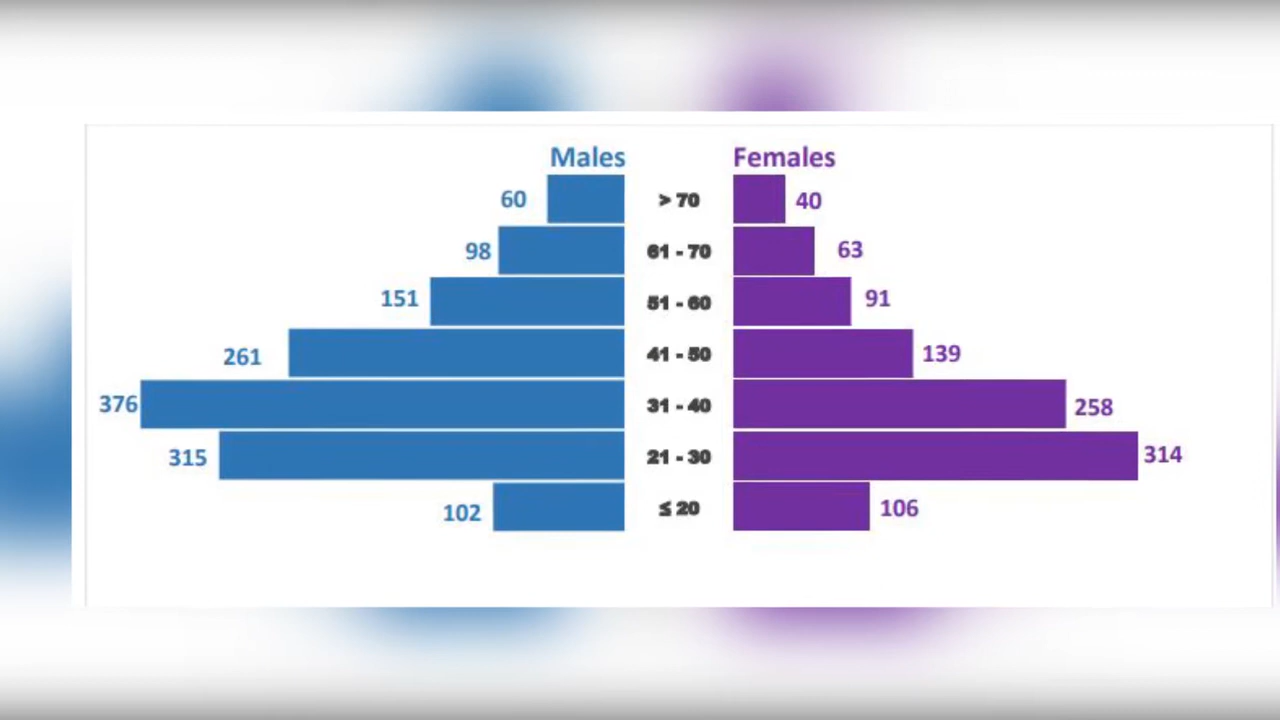 Males Females
60 > 70 40
98 61 - 70 63
151 51 - 60 91
261 41 - 50 139
376 31 - 40 258
315 21 - 30 314
102 ≤ 20 106